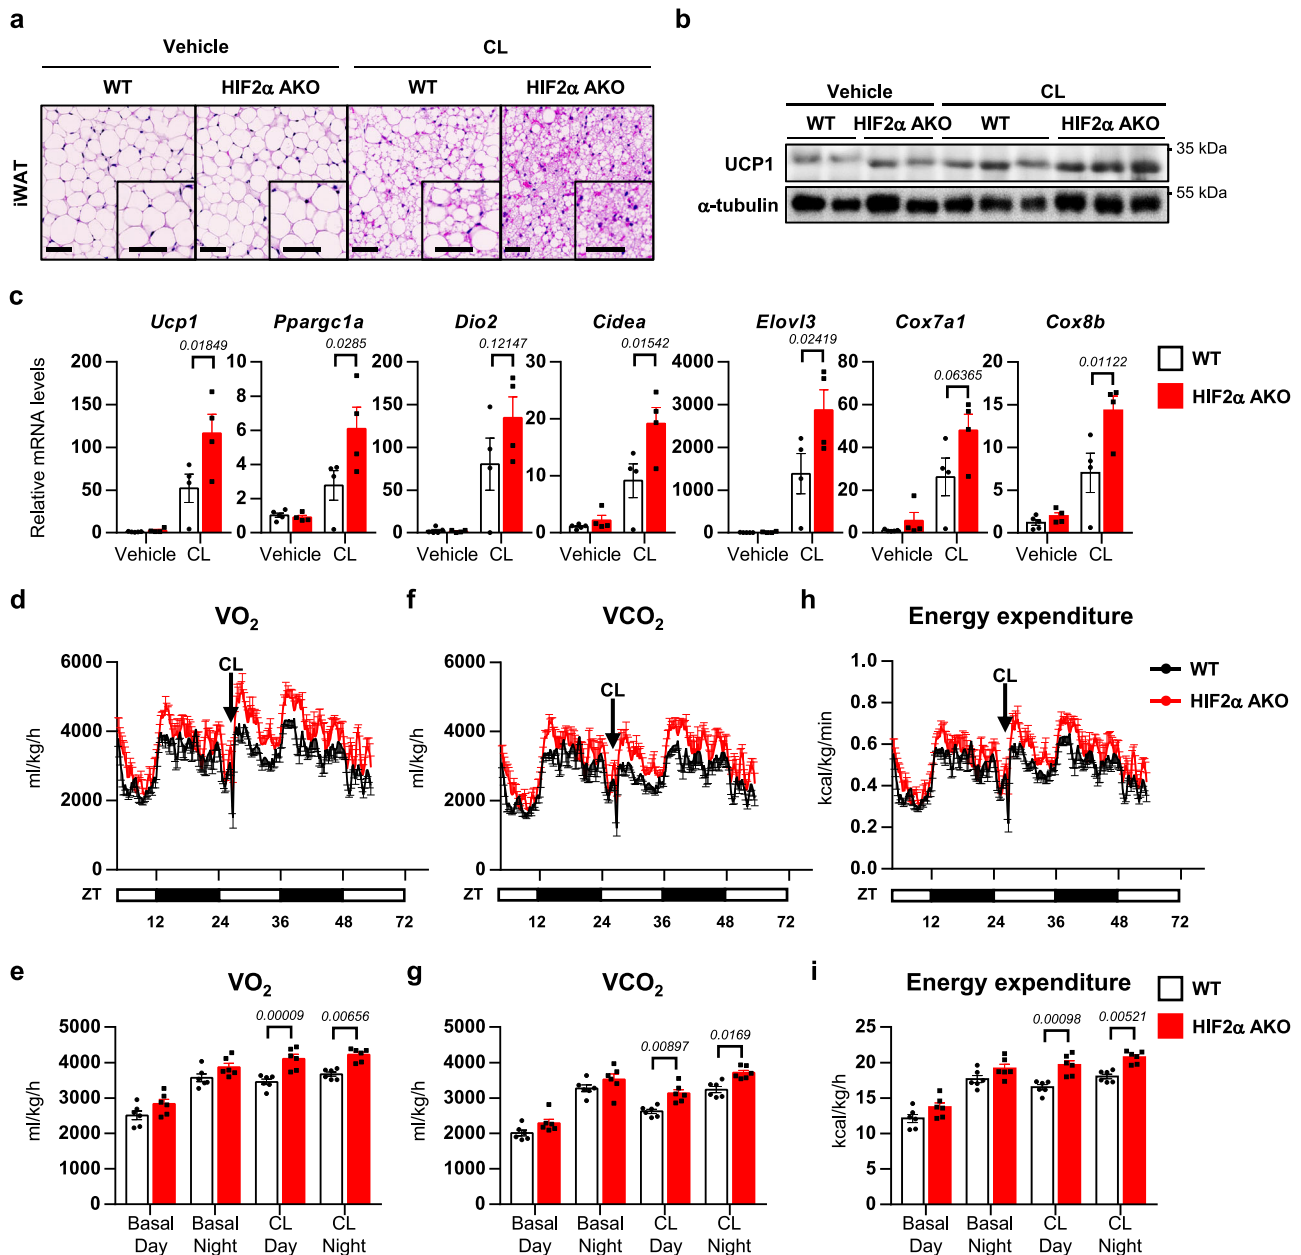 a
Vehicle CL
WT HIF2α AKO WT HIF2α AKO
iWAT
b
Vehicle CL
WT HIF2α AKO WT HIF2α AKO
35 kDa
UCP1
55 kDa
α-tubulin
c
Ucp1 Ppargc1a Dio2 Cidea Elovl3 Cox7a1 Cox8b
0.01849 0.0285 0.12147 0.01542 0.02419 0.06365 0.01122
Relative mRNA levels
200 150 100 50 0
10 8 6 4 2 0
200 150 100 50 0
30 20 10 0
4000 3000 2000 1000 0
80 60 40 20 0
20 15 10 5 0
WT
HIF2α AKO
Vehicle CL Vehicle CL Vehicle CL Vehicle CL Vehicle CL Vehicle CL Vehicle CL
d
VO2
ml/kg/h
6000
4000
2000
0
CL
ZT
12 24 36 48 72
f
VCO2
ml/kg/h
6000
4000
2000
0
CL
12 24 36 48 72
h
Energy expenditure
kcal/kg/min
1.0
0.8
0.6
0.4
0.2
0.0
CL
WT
HIF2α AKO
ZT
12 24 36 48 72
e
VO2
ml/kg/h
5000
4000
3000
2000
1000
0
0.00009 0.00656
Basal Basal CL CL
Day Night Day Night
g
VCO2
ml/kg/h
5000
4000
3000
2000
1000
0
0.00897 0.0169
Basal Basal CL CL
Day Night Day Night
i
Energy expenditure
kcal/kg/h
25
20
15
10
5
0
0.00098 0.00521
Basal Basal CL CL
Day Night Day Night
WT
HIF2α AKO